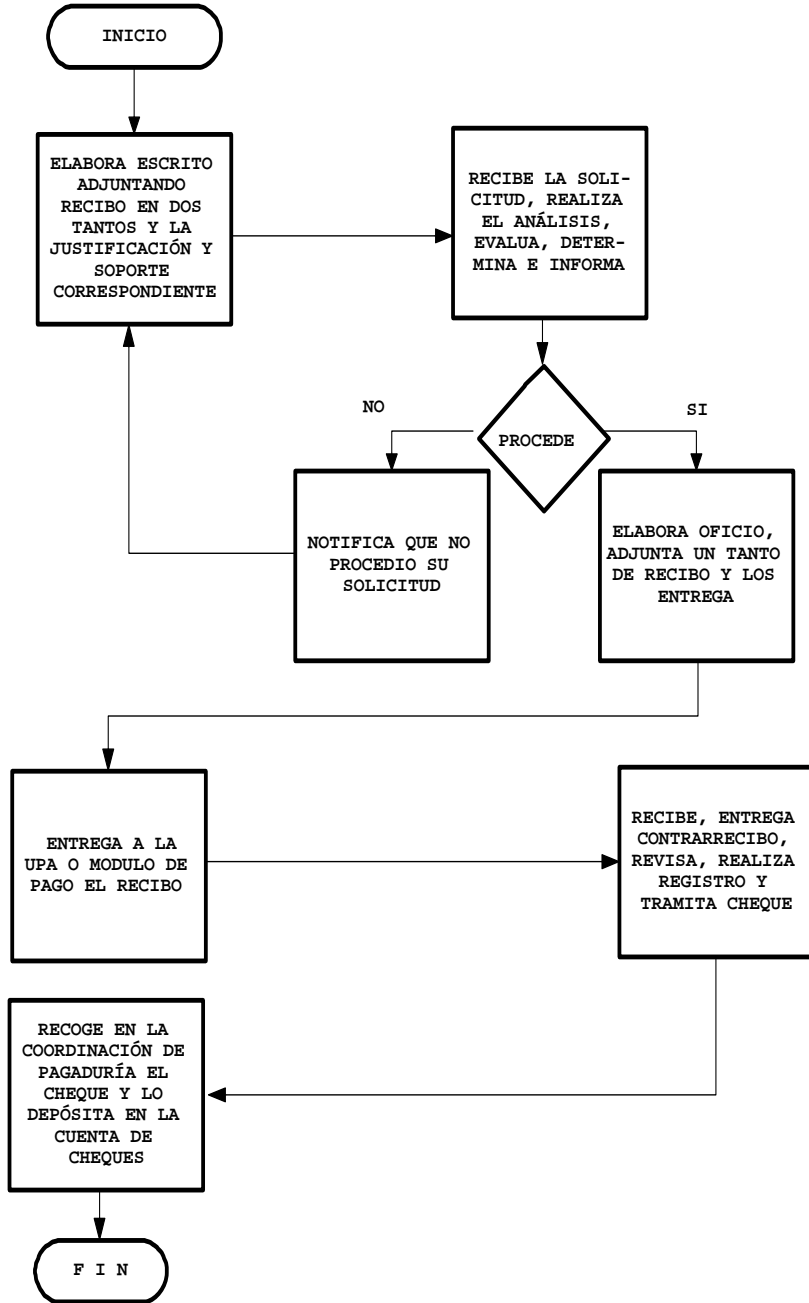 INICIO
ELABORA ESCRITO
ADJUNTANDO
RECIBO EN DOS
TANTOS Y LA
JUSTIFICACIÓN Y
SOPORTE
CORRESPONDIENTE
RECIBE LA SOLI-
CITUD, REALIZA
EL ANÁLISIS,
EVALUA, DETER-
MINA E INFORMA
NO
SI
PROCEDE
NOTIFICA QUE NO
PROCEDIO SU
SOLICITUD
ELABORA OFICIO,
ADJUNTA UN TANTO
DE RECIBO Y LOS
ENTREGA
ENTREGA A LA
UPA O MODULO DE
PAGO EL RECIBO
RECIBE, ENTREGA
CONTRARRECIBO,
REVISA, REALIZA
REGISTRO Y
TRAMITA CHEQUE
RECOGE EN LA
COORDINACIÓN DE
PAGADURÍA EL
CHEQUE Y LO
DEPÓSITA EN LA
CUENTA DE
CHEQUES
F I N